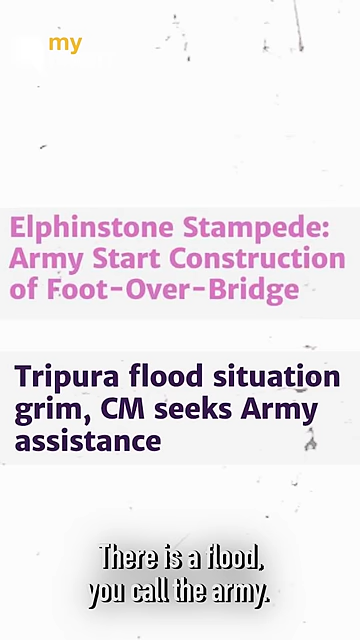 my
Elphinstone Stampede:
Army Start Construction
of Foot-Over-Bridge
Tripura flood situation
grim, CM seeks Army
assistance
There is a flood,
you call the army.